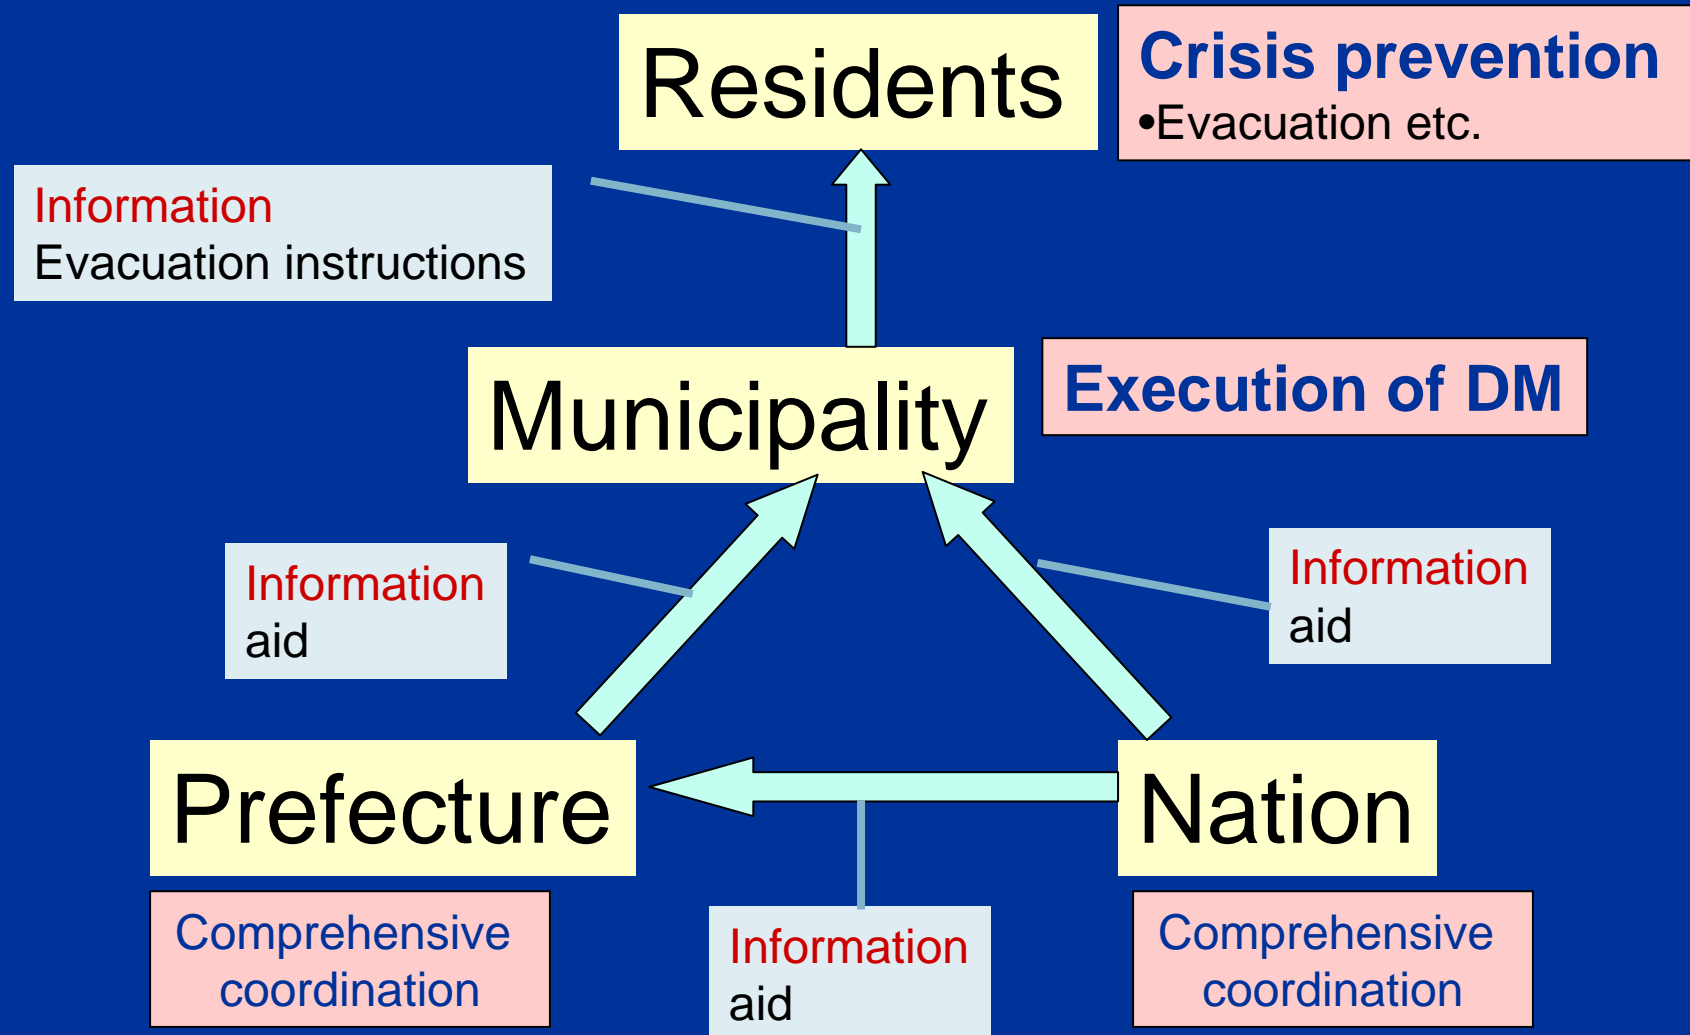 Residents
Crisis prevention
•Evacuation etc.
Information
Evacuation instructions
Municipality
Execution of DM
Information
aid
Information
aid
Prefecture
Nation
Comprehensive
coordination
Information
aid
Comprehensive
coordination